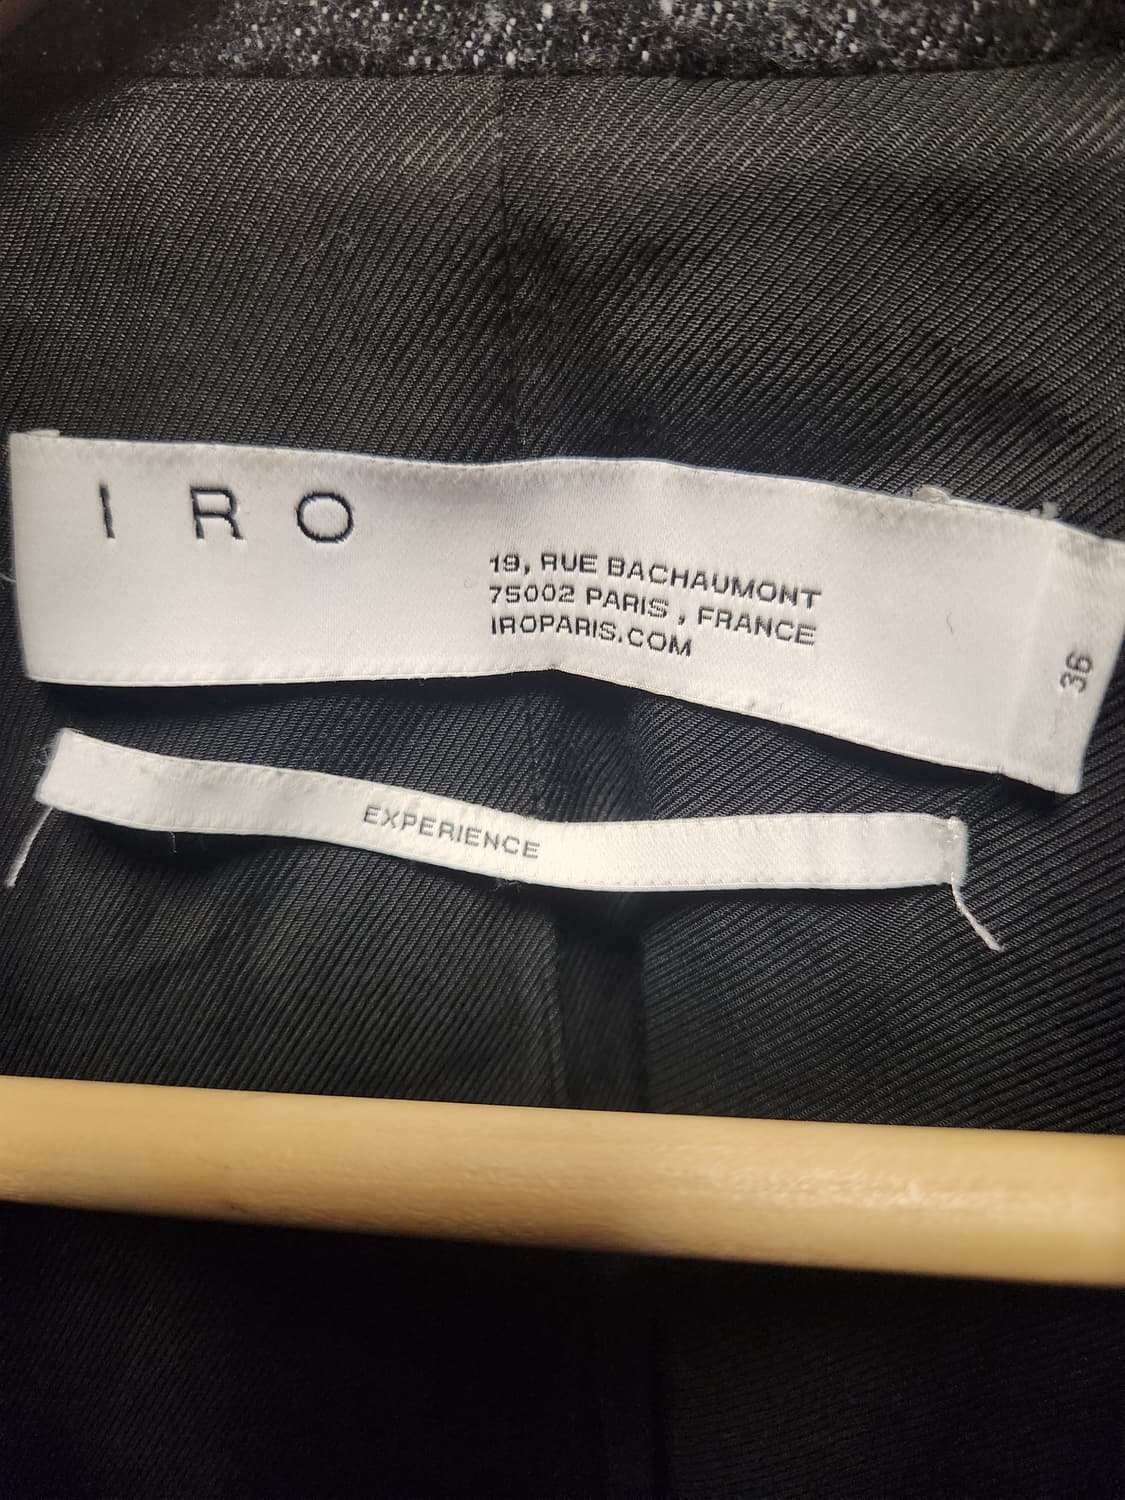 IRO
19, RUE BACHAUMONT
75002 PARIS, FRANCE
IROPARIS.COM
36
EXPERIENCE